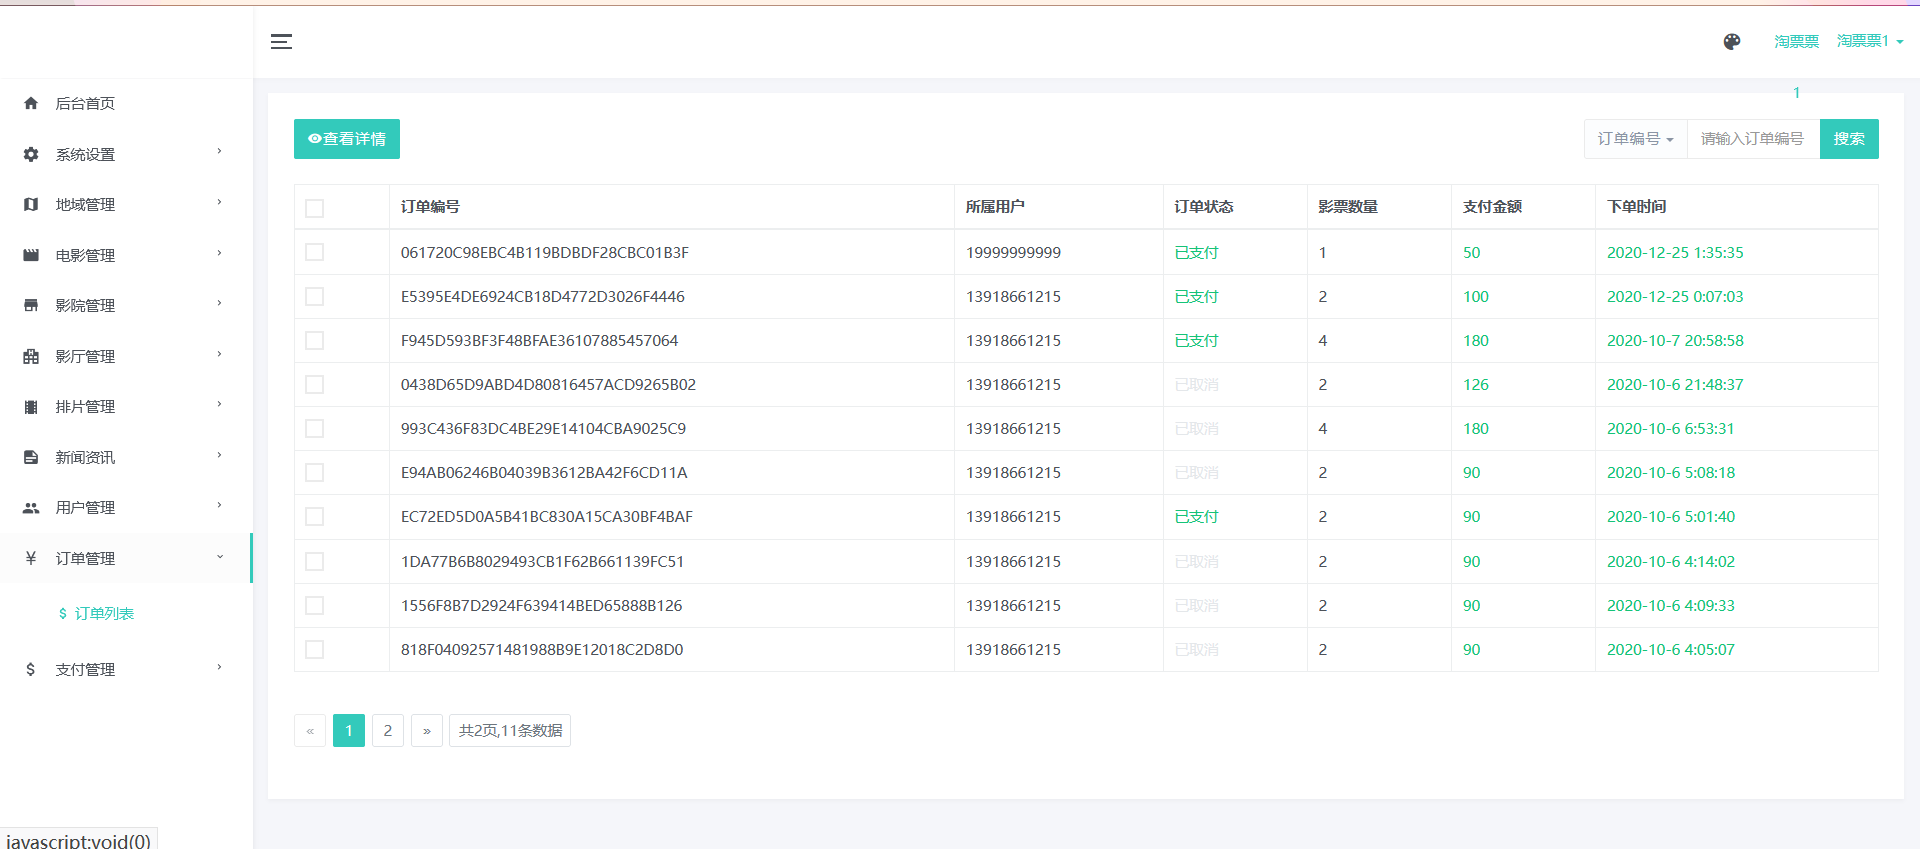 淘票票 淘票票1
1
后台首页
系统设置
地域管理
电影管理
影院管理
影厅管理
排片管理
新闻资讯
用户管理
¥ 订单管理
$ 订单列表
$ 支付管理
查看详情
订单编号 请输入订单编号 搜索
订单编号 所属用户 订单状态 影票数量 支付金额 下单时间
061720C98EBC4B119BDBDF28CBC01B3F 19999999999 已支付 1 50 2020-12-25 1:35:35
E5395E4DE6924CB18D4772D3026F4446 13918661215 已支付 2 100 2020-12-25 0:07:03
F945D593BF3F48BFAE36107885457064 13918661215 已支付 4 180 2020-10-7 20:58:58
0438D65D9ABD4D80816457ACD9265B02 13918661215 已取消 2 126 2020-10-6 21:48:37
993C436F83DC4BE29E14104CBA9025C9 13918661215 已取消 4 180 2020-10-6 6:53:31
E94AB06246B04039B3612BA42F6CD11A 13918661215 已取消 2 90 2020-10-6 5:08:18
EC72ED5D0A5B41BC830A15CA30BF4BAF 13918661215 已支付 2 90 2020-10-6 5:01:40
1DA77B6B8029493CB1F62B661139FC51 13918661215 已取消 2 90 2020-10-6 4:14:02
1556F8B7D2924F639414BED65888B126 13918661215 已取消 2 90 2020-10-6 4:09:33
818F04092571481988B9E12018C2D8D0 13918661215 已取消 2 90 2020-10-6 4:05:07
« 1 2 » 共2页,11条数据
javascript:void(0)